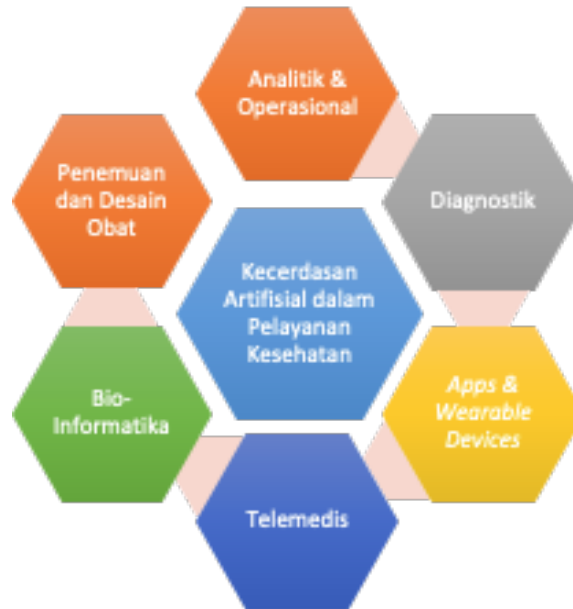 Analitik &
Operasional
Penemuan
dan Desain
Obat
Diagnostik
Kecerdasan
Artifisial dalam
Pelayanan
Kesehatan
Bio-
Informatika
Apps &
Wearable
Devices
Telemedis